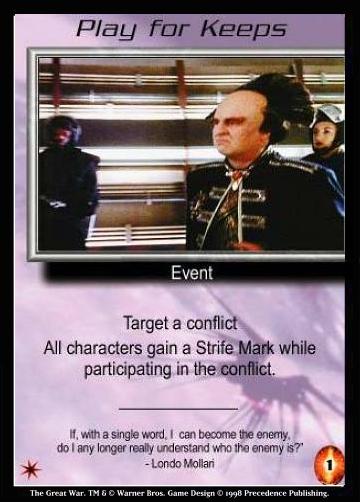 Play for Keeps
Event
Target a conflict
All characters gain a Strife Mark while
participating in the conflict.
If, with a single word, I can become the enemy,
do I any longer really understand who the enemy is?"
- Londo Mollari
1
The Great War. TM & © Warner Bros. Game Design © 1998 Precedence Publishing.